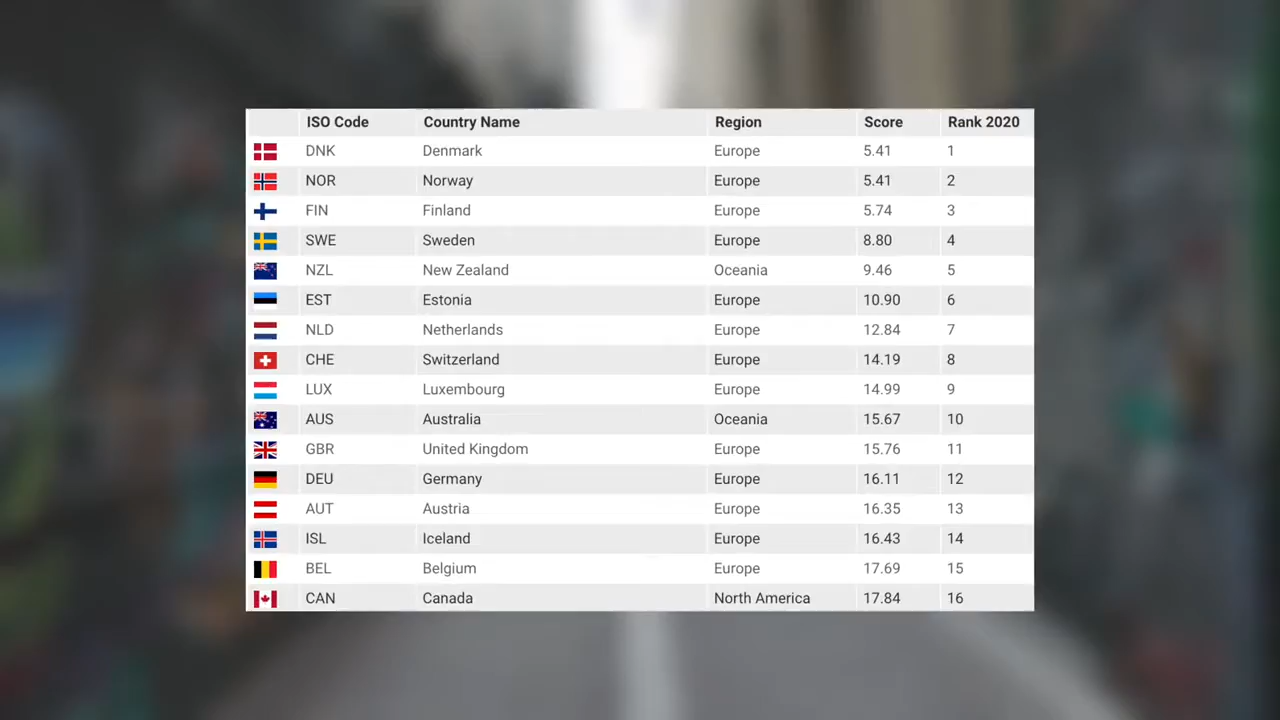 ISO Code Country Name Region Score Rank 2020
DNK Denmark Europe 5.41 1
NOR Norway Europe 5.41 2
FIN Finland Europe 5.74 3
SWE Sweden Europe 8.80 4
NZL New Zealand Oceania 9.46 5
EST Estonia Europe 10.90 6
NLD Netherlands Europe 12.84 7
CHE Switzerland Europe 14.19 8
LUX Luxembourg Europe 14.99 9
AUS Australia Oceania 15.67 10
GBR United Kingdom Europe 15.76 11
DEU Germany Europe 16.11 12
AUT Austria Europe 16.35 13
ISL Iceland Europe 16.43 14
BEL Belgium Europe 17.69 15
CAN Canada North America 17.84 16